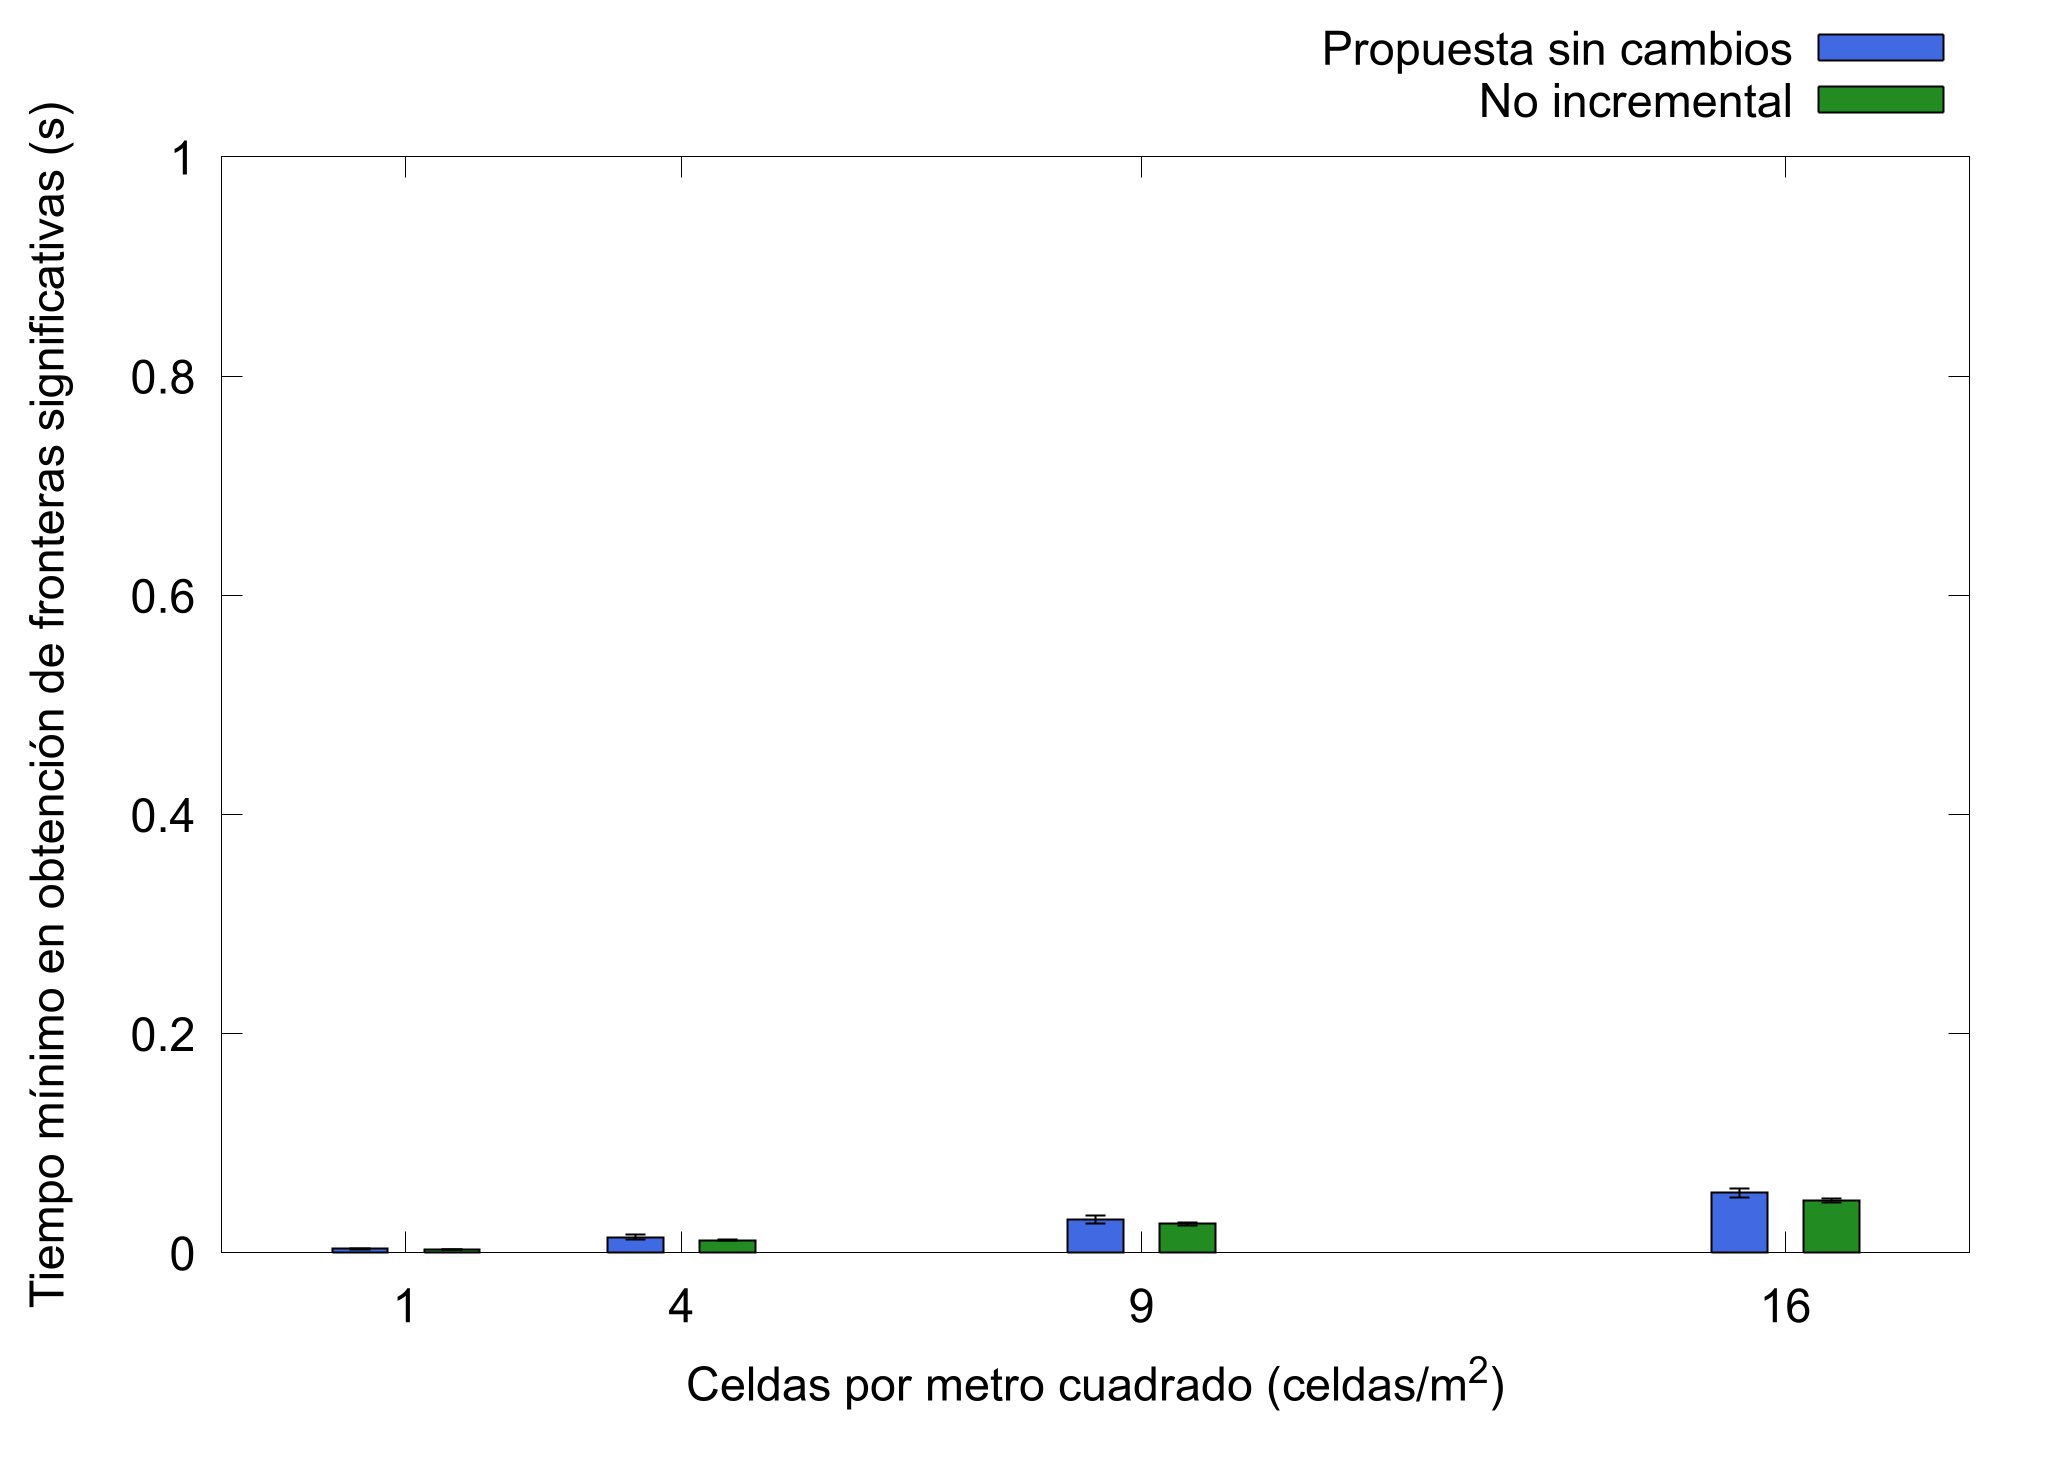 Propuesta sin cambios
No incremental
Tiempo mínimo en obtención de fronteras significativas (s)
1
0.8
0.6
0.4
0.2
0
1 4 9 16
Celdas por metro cuadrado (celdas/m²)